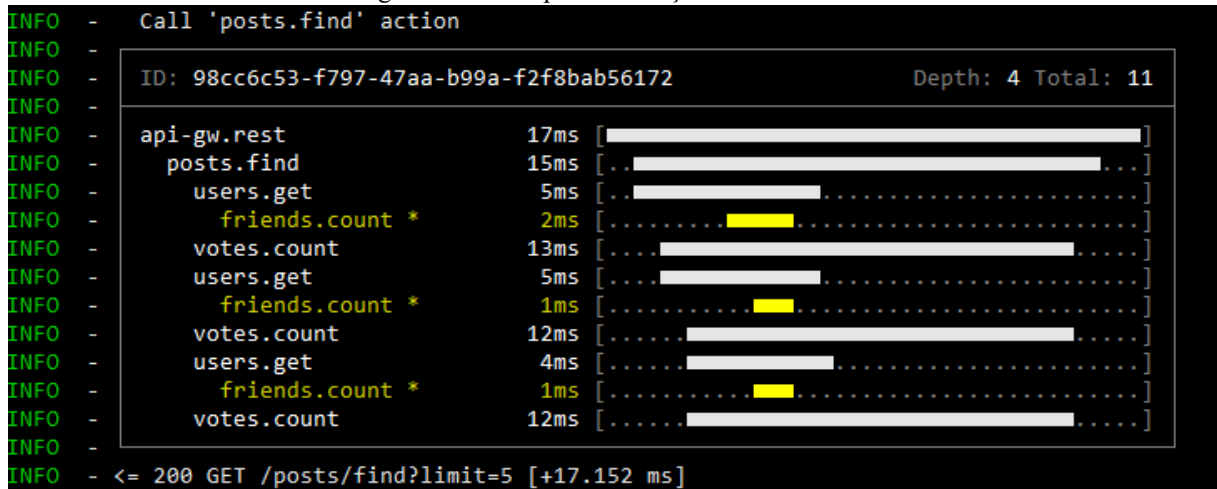 INFO - Call 'posts.find' action
INFO -
INFO - ID: 98cc6c53-f797-47aa-b99a-f2f8bab56172 Depth: 4 Total: 11
INFO -
INFO - api-gw.rest 17ms [ ]
INFO - posts.find 15ms [.. ...]
INFO - users.get 5ms [.. ........................]
INFO - friends.count * 2ms [......... ..........................]
INFO - votes.count 13ms [.... .....]
INFO - users.get 5ms [.... ........................]
INFO - friends.count * 1ms [........... ..........................]
INFO - votes.count 12ms [...... .....]
INFO - users.get 4ms [...... .......................]
INFO - friends.count * 1ms [........... ..........................]
INFO - votes.count 12ms [...... .....]
INFO -
INFO - <= 200 GET /posts/find?limit=5 [+17.152 ms]